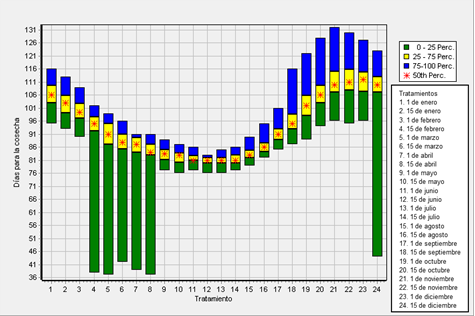 131
126
121
116
111
106
101
96
91
86
81
76
71
66
61
56
51
46
41
36
Días para la cosecha
1 2 3 4 5 6 7 8 9 10 11 12 13 14 15 16 17 18 19 20 21 22 23 24
Tratamiento
0 - 25 Perc.
25 - 75 Perc.
75-100 Perc.
50th Perc.
Tratamientos
1. 1 de enero
2. 15 de enero
3. 1 de febrero
4. 15 de febrero
5. 1 de marzo
6. 15 de marzo
7. 1 de abril
8. 15 de abril
9. 1 de mayo
10. 15 de mayo
11. 1 de junio
12. 15 de junio
13. 1 de julio
14. 15 de julio
15. 1 de agosto
16. 15 de agosto
17. 1 de septiembre
18. 15 de septiembre
19. 1 de octubre
20. 15 de octubre
21. 1 de noviembre
22. 15 de noviembre
23. 1 de diciembre
24. 15 de diciembre